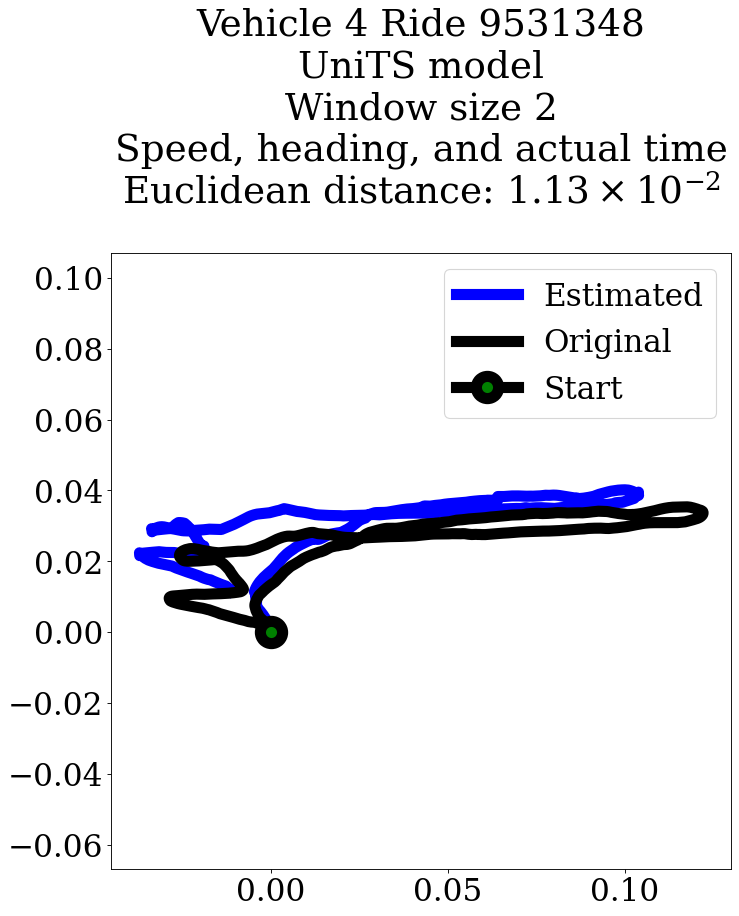 Vehicle 4 Ride 9531348
UniTS model
Window size 2
Speed, heading, and actual time
Euclidean distance: 1.13 × 10⁻²
Estimated
Original
Start
0.10
0.08
0.06
0.04
0.02
0.00
−0.02
−0.04
−0.06
0.00 0.05 0.10